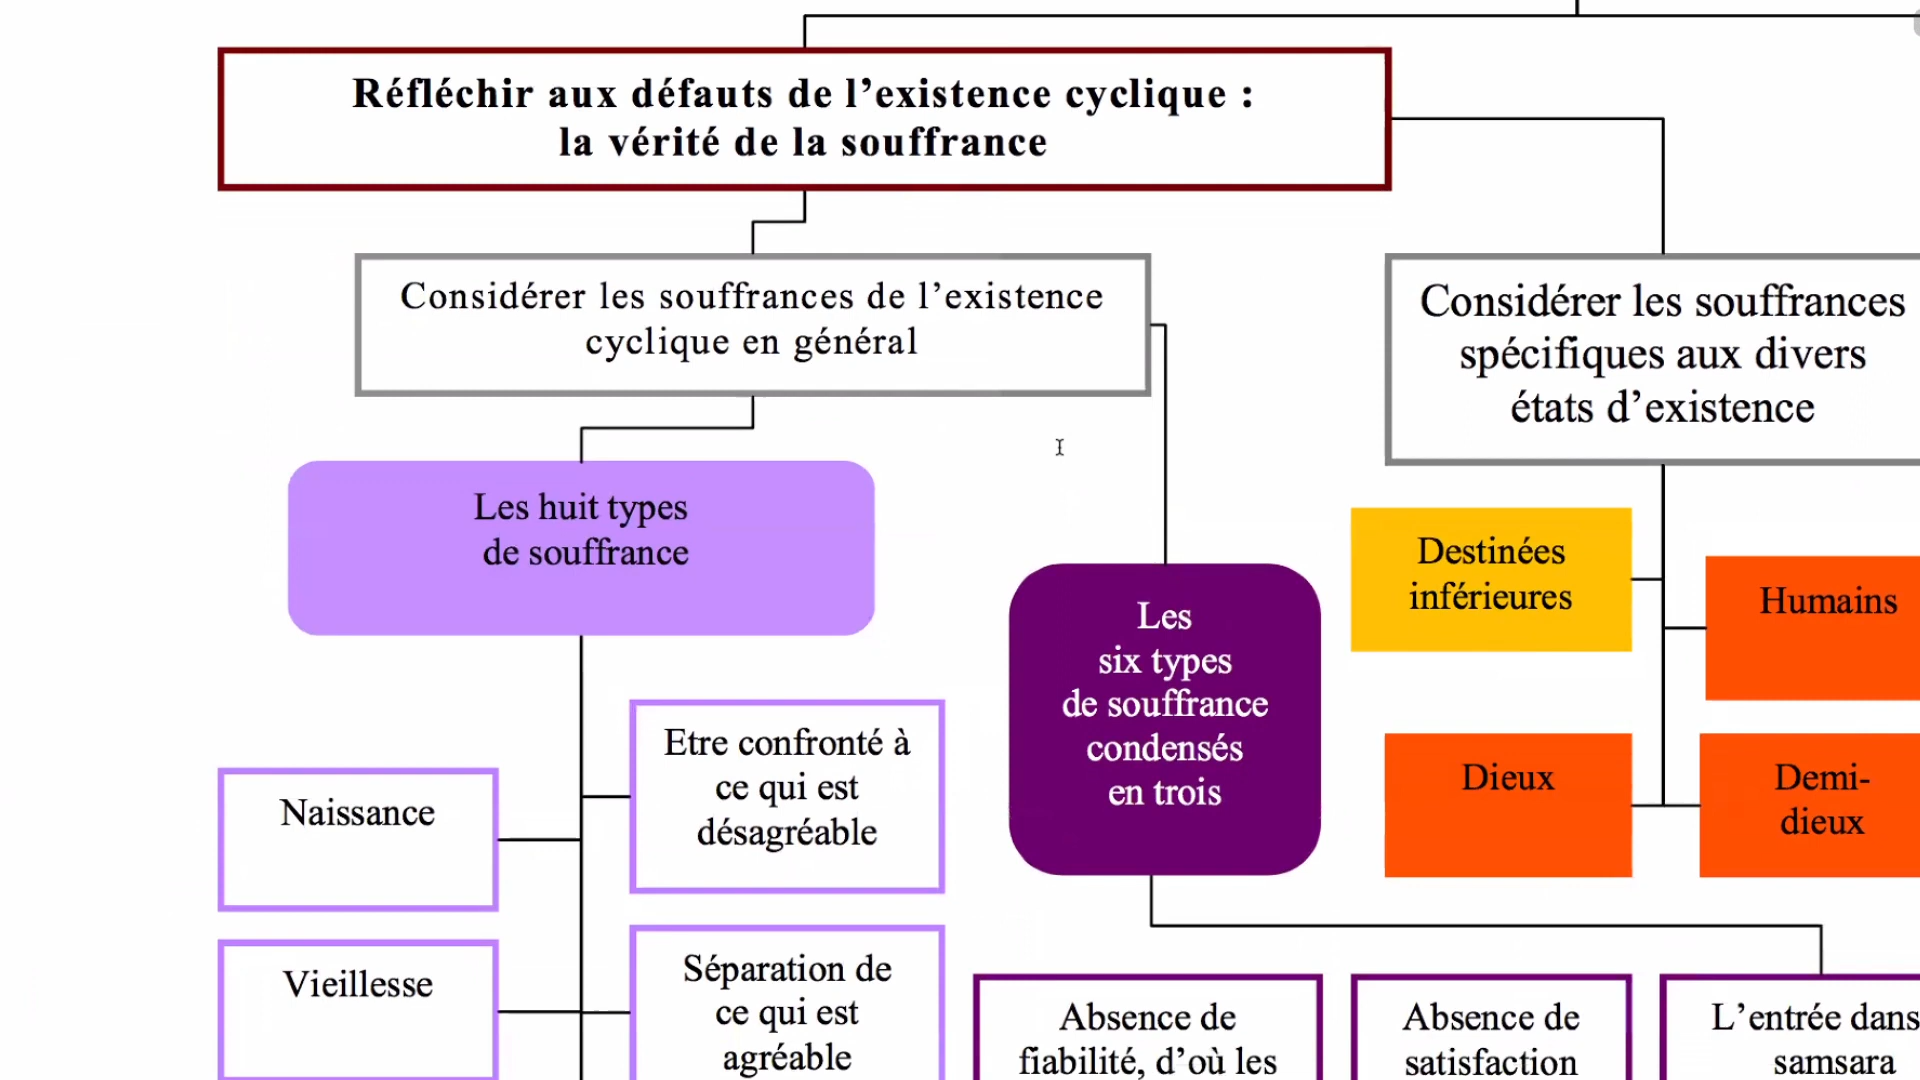 Réfléchir aux défauts de l’existence cyclique :
la vérité de la souffrance
Considérer les souffrances de l’existence
cyclique en général
Considérer les souffrances
spécifiques aux divers
états d’existence
Les huit types
de souffrance
Destinées
inférieures
Humains
Les
six types
de souffrance
condensés
en trois
Dieux
Demi-
dieux
Etre confronté à
ce qui est
désagréable
Naissance
Vieillesse
Séparation de
ce qui est
agréable
Absence de
fiabilité, d’où les
Absence de
satisfaction
L’entrée dans
samsara